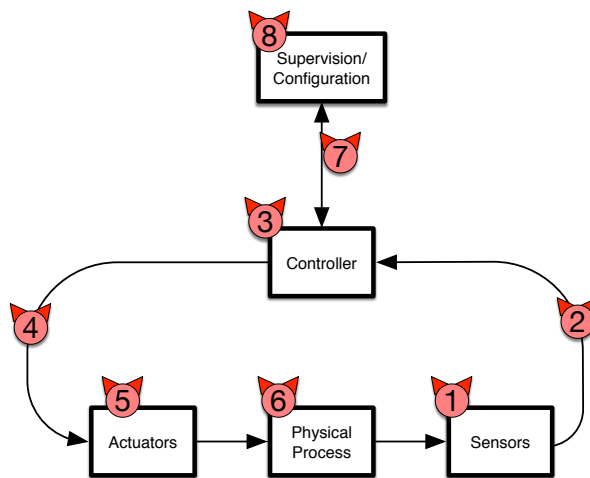 8
Supervision/
Configuration
7
3
Controller
4
2
5
Actuators
6
Physical
Process
1
Sensors